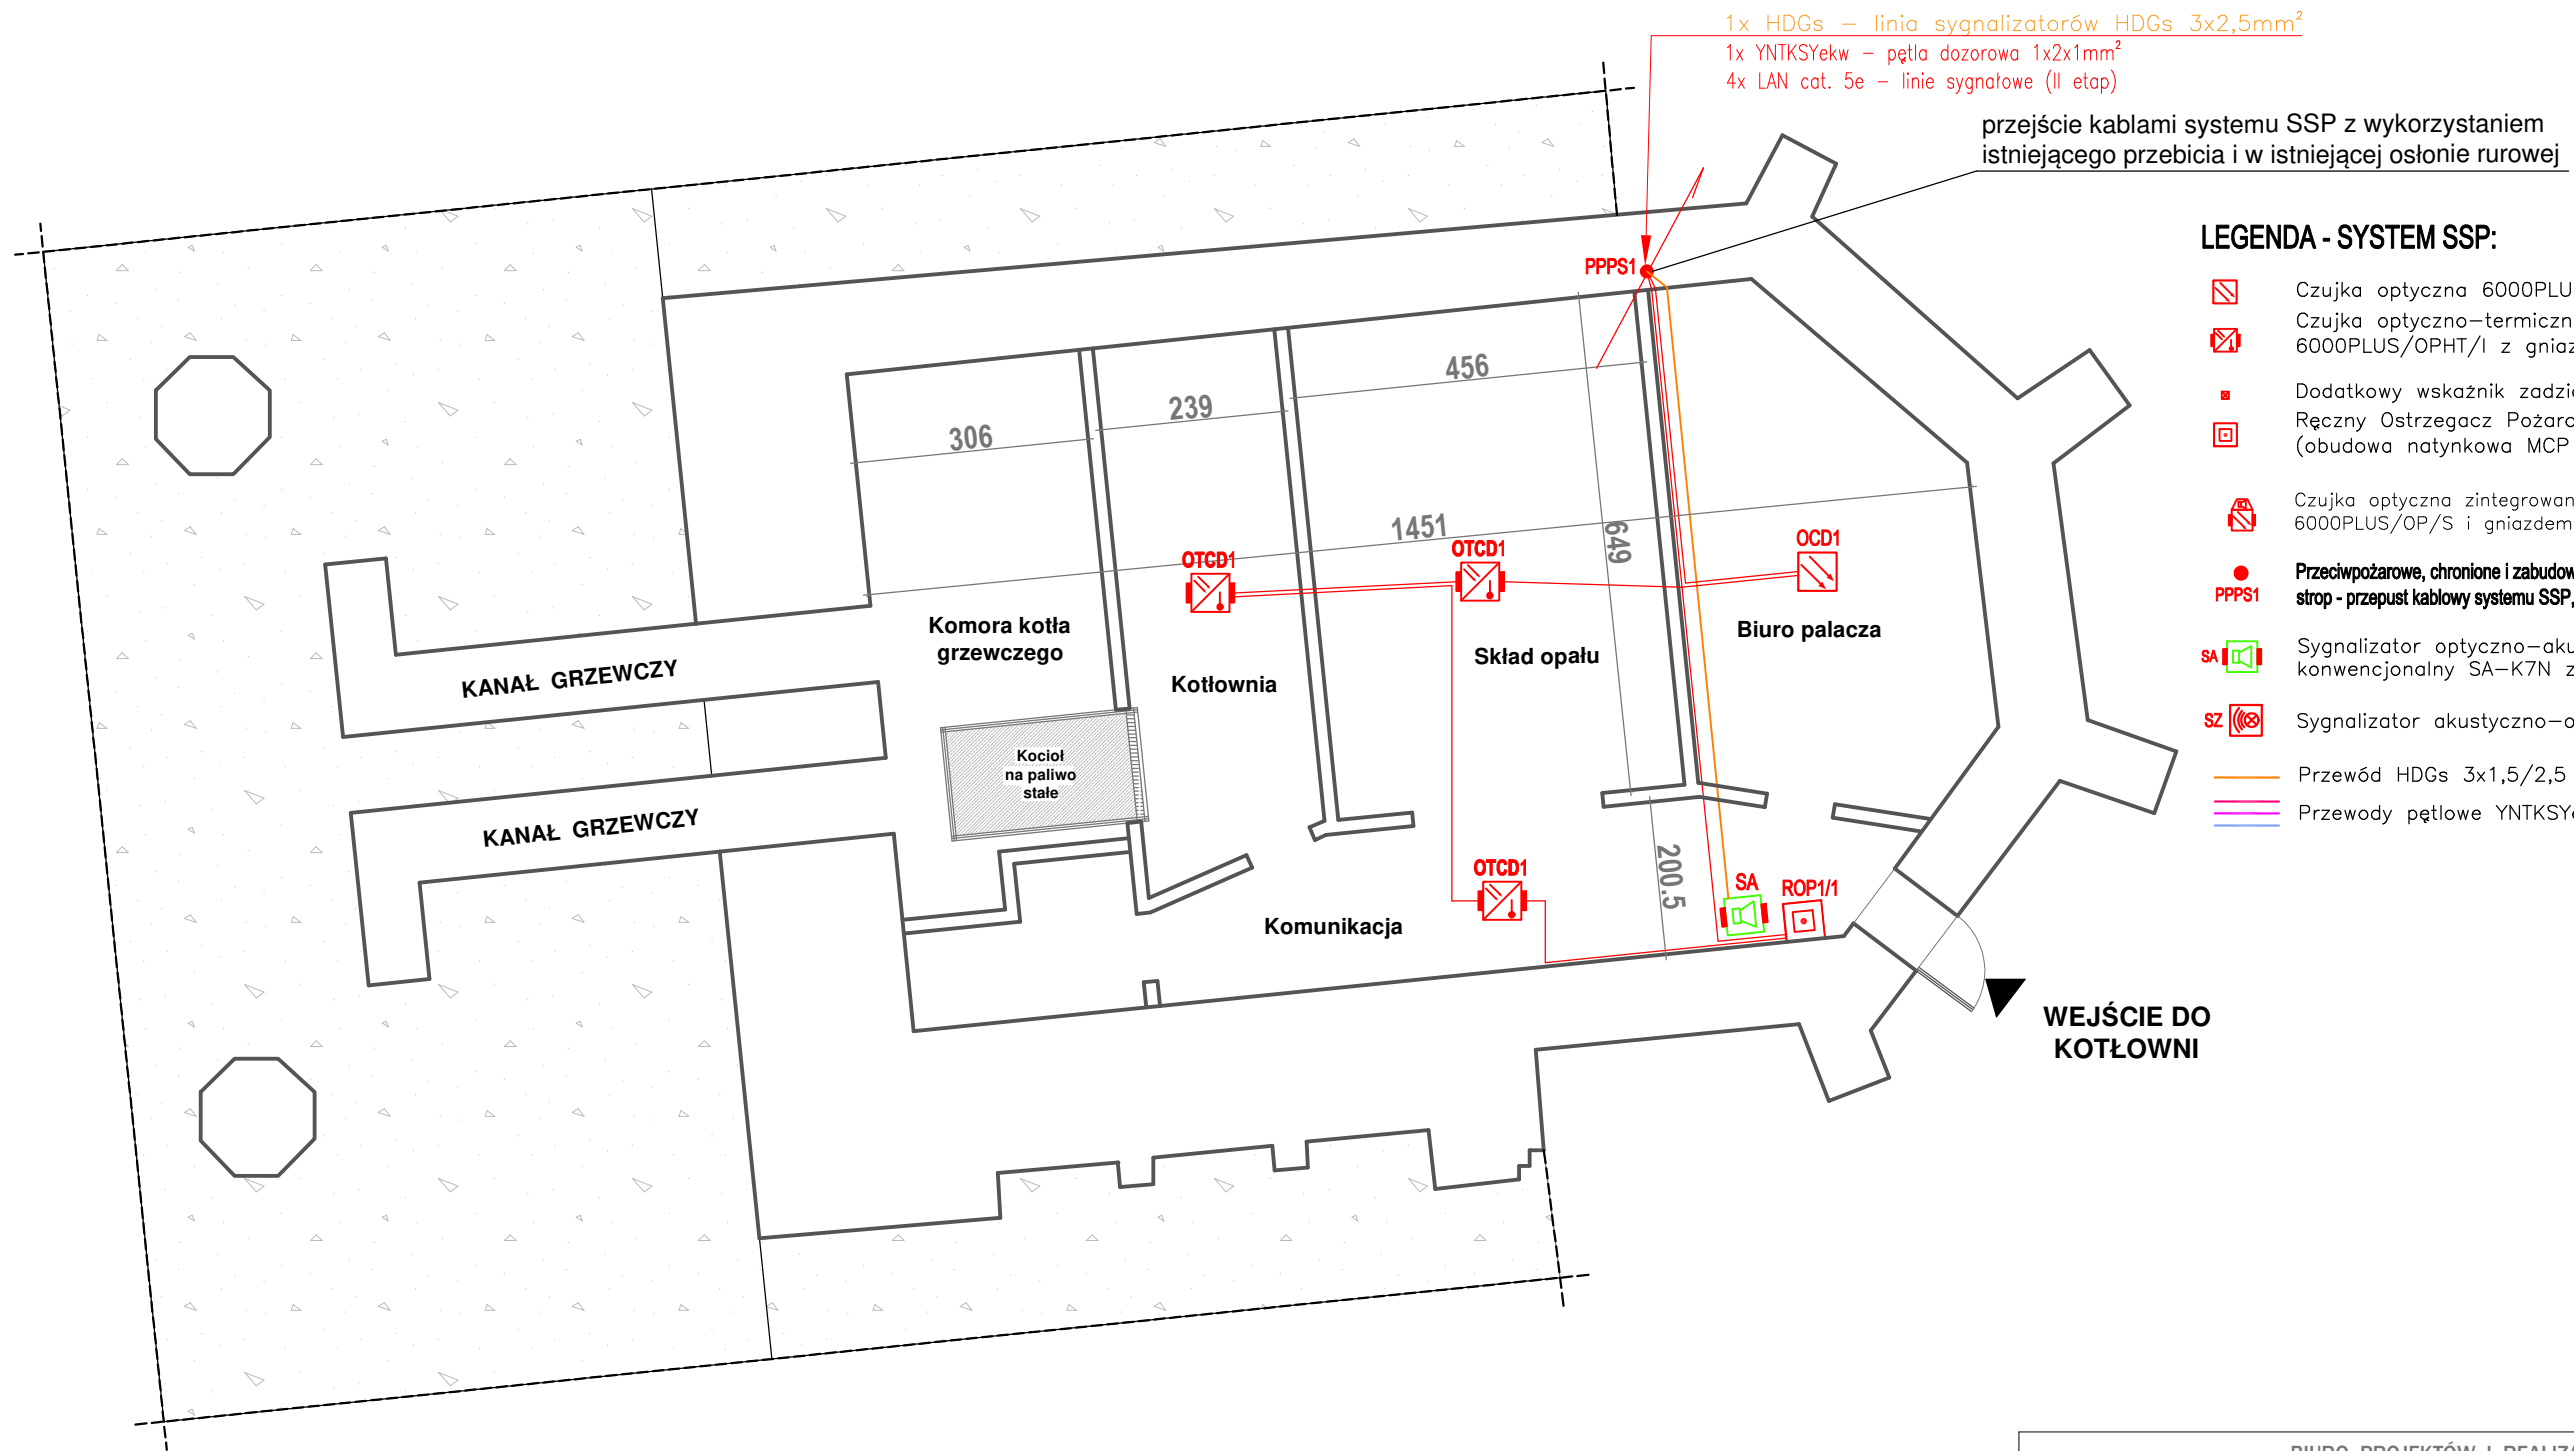 1x HDGs – linia sygnalizatorów HDGs 3x2,5mm²
1x YNTKSYekw – pętla dozorowa 1x2x1mm²
4x LAN cat. 5e – linie sygnałowe (II etap)
przejście kablami systemu SSP z wykorzystaniem
istniejącego przebicia i w istniejącej osłonie rurowej
PPPS1
LEGENDA - SYSTEM SSP:
Czujka optyczna 6000PLU
Czujka optyczno–termiczn
6000PLUS/OPHT/I z gniaz
Dodatkowy wskaźnik zadzi
Ręczny Ostrzegacz Pożaro
(obudowa natynkowa MCP
Czujka optyczna zintegrowan
6000PLUS/OP/S i gniazdem
Przeciwpożarowe, chronione i zabudow
PPPS1
strop - przepust kablowy systemu SSP,
Sygnalizator optyczno–aku
SA
konwencjonalny SA–K7N z
SZ
Sygnalizator akustyczno–o
Przewód HDGs 3x1,5/2,5
Przewody pętlowe YNTKSY
306
239
456
1451
649
200.5
OTCD1
OTCD1
OCD1
Komora kotła
grzewczego
Kotłownia
Skład opału
Biuro palacza
KANAŁ GRZEWCZY
KANAŁ GRZEWCZY
Kocioł
na paliwo
stałe
OTCD1
SA
ROP1/1
Komunikacja
WEJŚCIE DO
KOTŁOWNI